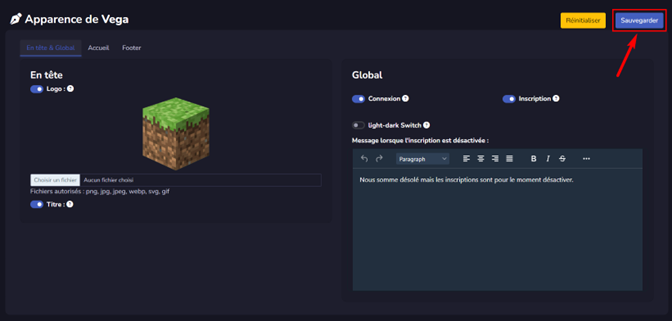 Apparence de Vega
Réinitialiser
Sauvegarder
En tête & Global
Accueil
Footer
En tête
Logo :
Choisir un fichier Aucun fichier choisi
Fichiers autorisés : png, jpg, jpeg, webp, svg, gif
Titre :
Global
Connexion
Inscription
light-dark Switch
Message lorsque l'inscription est désactivée :
Paragraph
B I S
Nous somme désolé mais les inscriptions sont pour le moment désactiver.